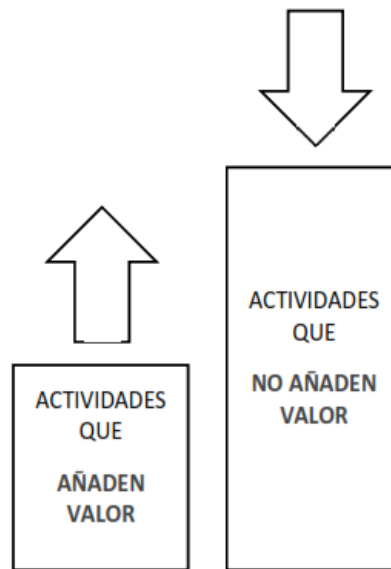 ACTIVIDADES
QUE
AÑADEN
VALOR
ACTIVIDADES
QUE
NO AÑADEN
VALOR